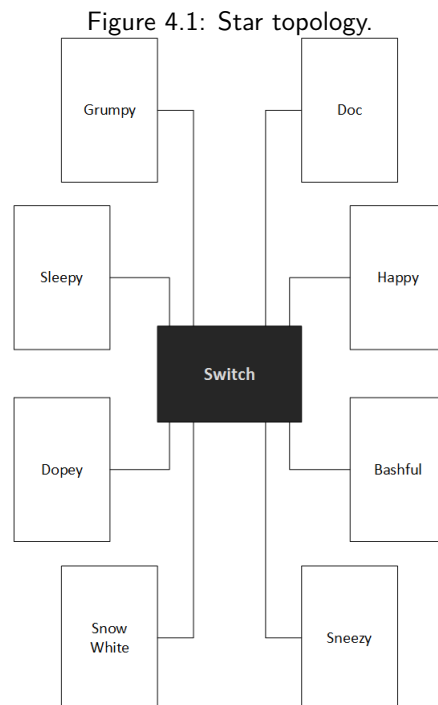 Figure 4.1: Star topology.
Grumpy
Doc
Sleepy
Happy
Switch
Dopey
Bashful
Snow
White
Sneezy